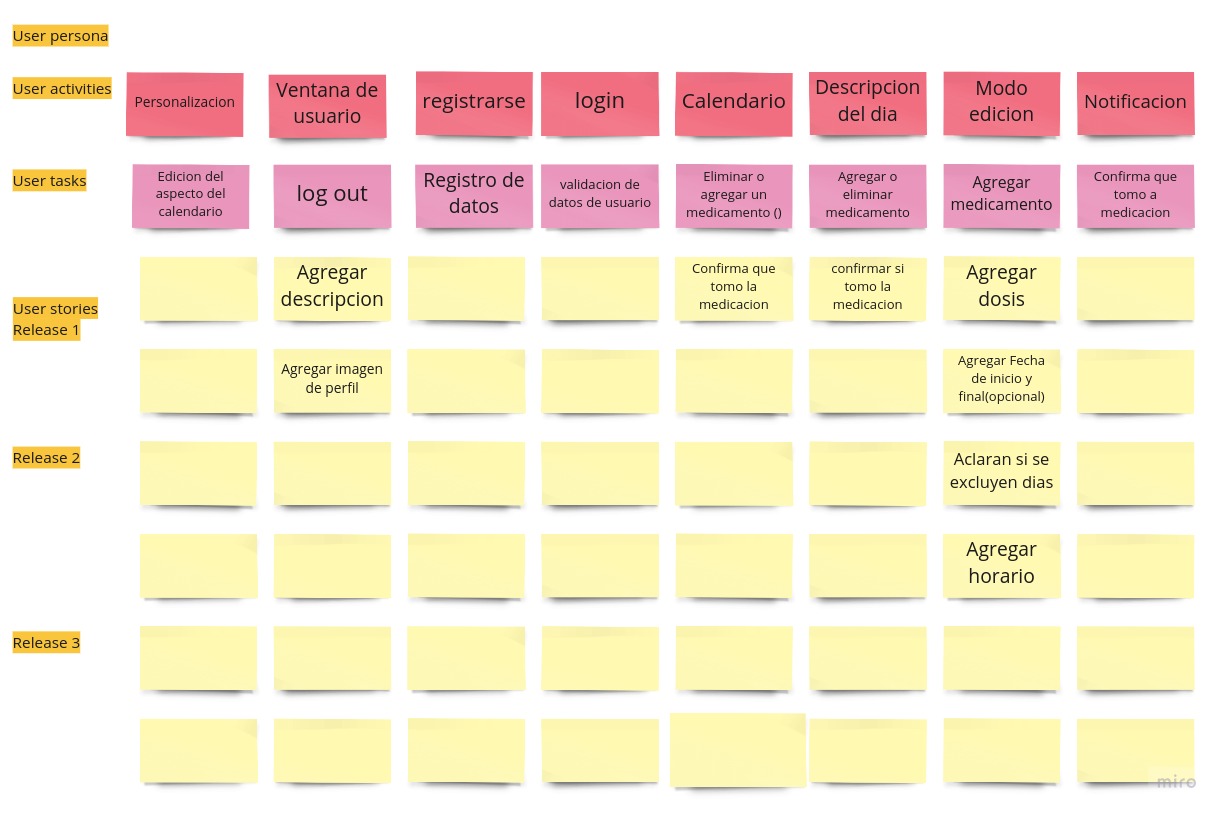 User persona
User activities
Personalizacion
Ventana de
usuario
registrarse
login
Calendario
Descripcion
del dia
Modo
edicion
Notificacion
User tasks
Edicion del
aspecto del
calendario
log out
Registro de
datos
validacion de
datos de usuario
Eliminar o
agregar un
medicamento ()
Agregar o
eliminar
medicamento
Agregar
medicamento
Confirma que
tomo a
medicacion
User stories
Release 1
Agregar
descripcion
Confirma que
tomo la
medicacion
confirmar si
tomo la
medicacion
Agregar
dosis
Agregar imagen
de perfil
Agregar Fecha
de inicio y
final(opcional)
Release 2
Aclaran si se
excluyen dias
Agregar
horario
Release 3
miro